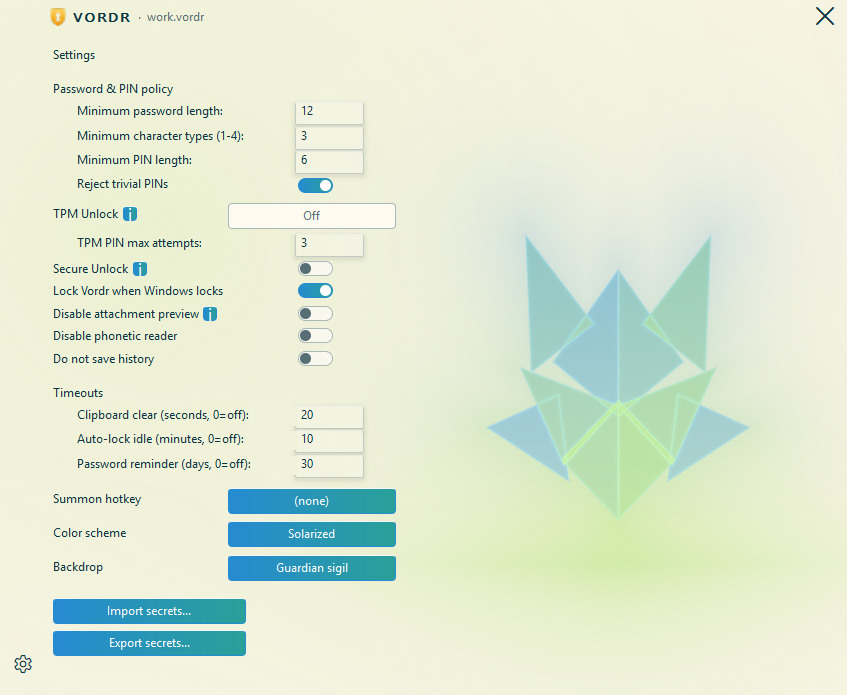 VORDR · work.vordr
Settings
Password & PIN policy
Minimum password length: 12
Minimum character types (1-4): 3
Minimum PIN length: 6
Reject trivial PINs
TPM Unlock i Off
TPM PIN max attempts: 3
Secure Unlock i
Lock Vordr when Windows locks
Disable attachment preview i
Disable phonetic reader
Do not save history
Timeouts
Clipboard clear (seconds, 0=off): 20
Auto-lock idle (minutes, 0=off): 10
Password reminder (days, 0=off): 30
Summon hotkey (none)
Color scheme Solarized
Backdrop Guardian sigil
Import secrets...
Export secrets...